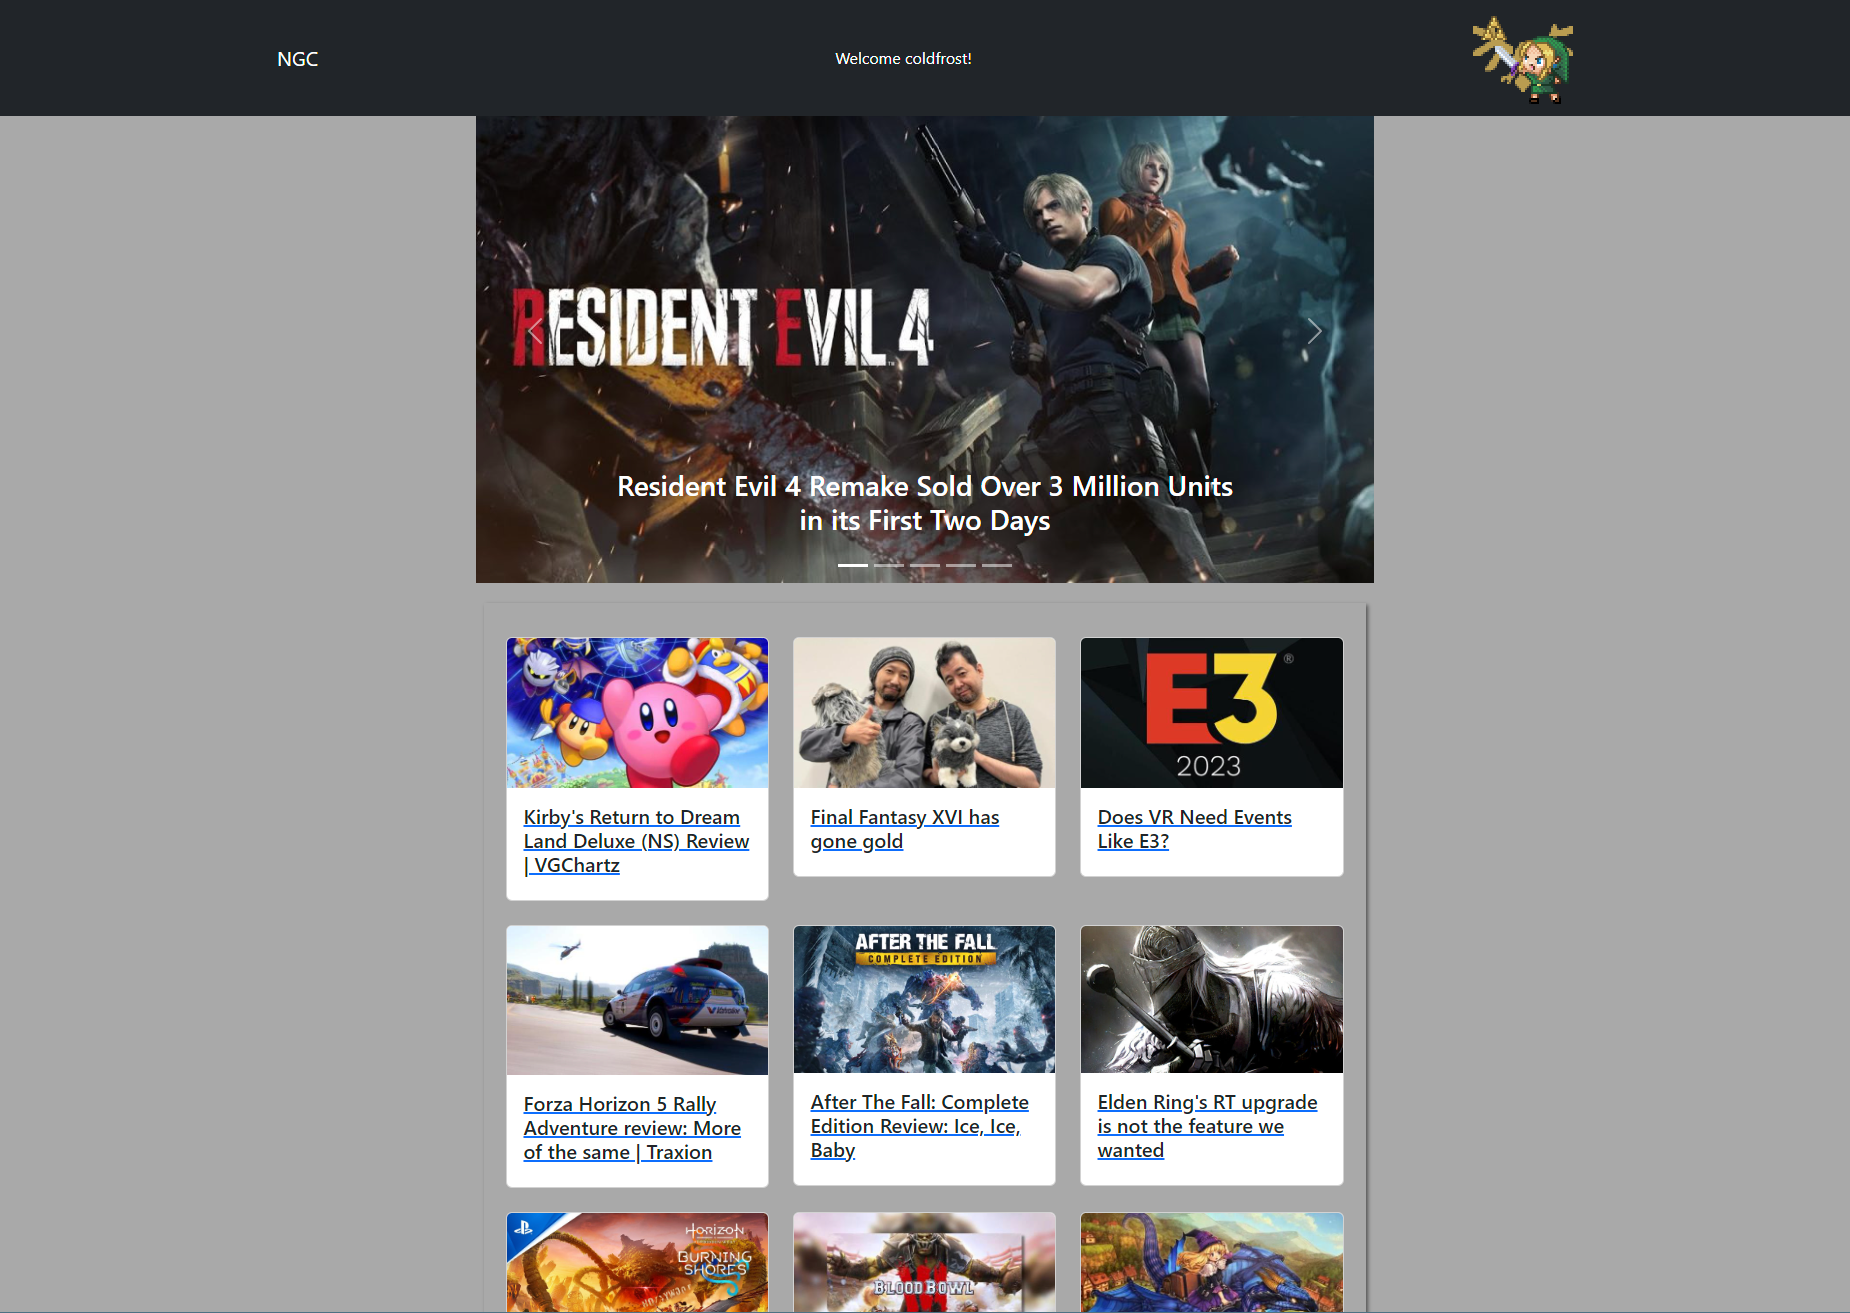 NGC
Welcome coldfrost!
RESIDENT EVIL 4
Resident Evil 4 Remake Sold Over 3 Million Units
in its First Two Days
Kirby's Return to Dream
Land Deluxe (NS) Review
| VGChartz
Final Fantasy XVI has
gone gold
E3®
2023
Does VR Need Events
Like E3?
Forza Horizon 5 Rally
Adventure review: More
of the same | Traxion
AFTER THE FALL
COMPLETE EDITION
After The Fall: Complete
Edition Review: Ice, Ice,
Baby
Elden Ring's RT upgrade
is not the feature we
wanted
HORIZON
BURNING
SHORES
BLOOD BOWL